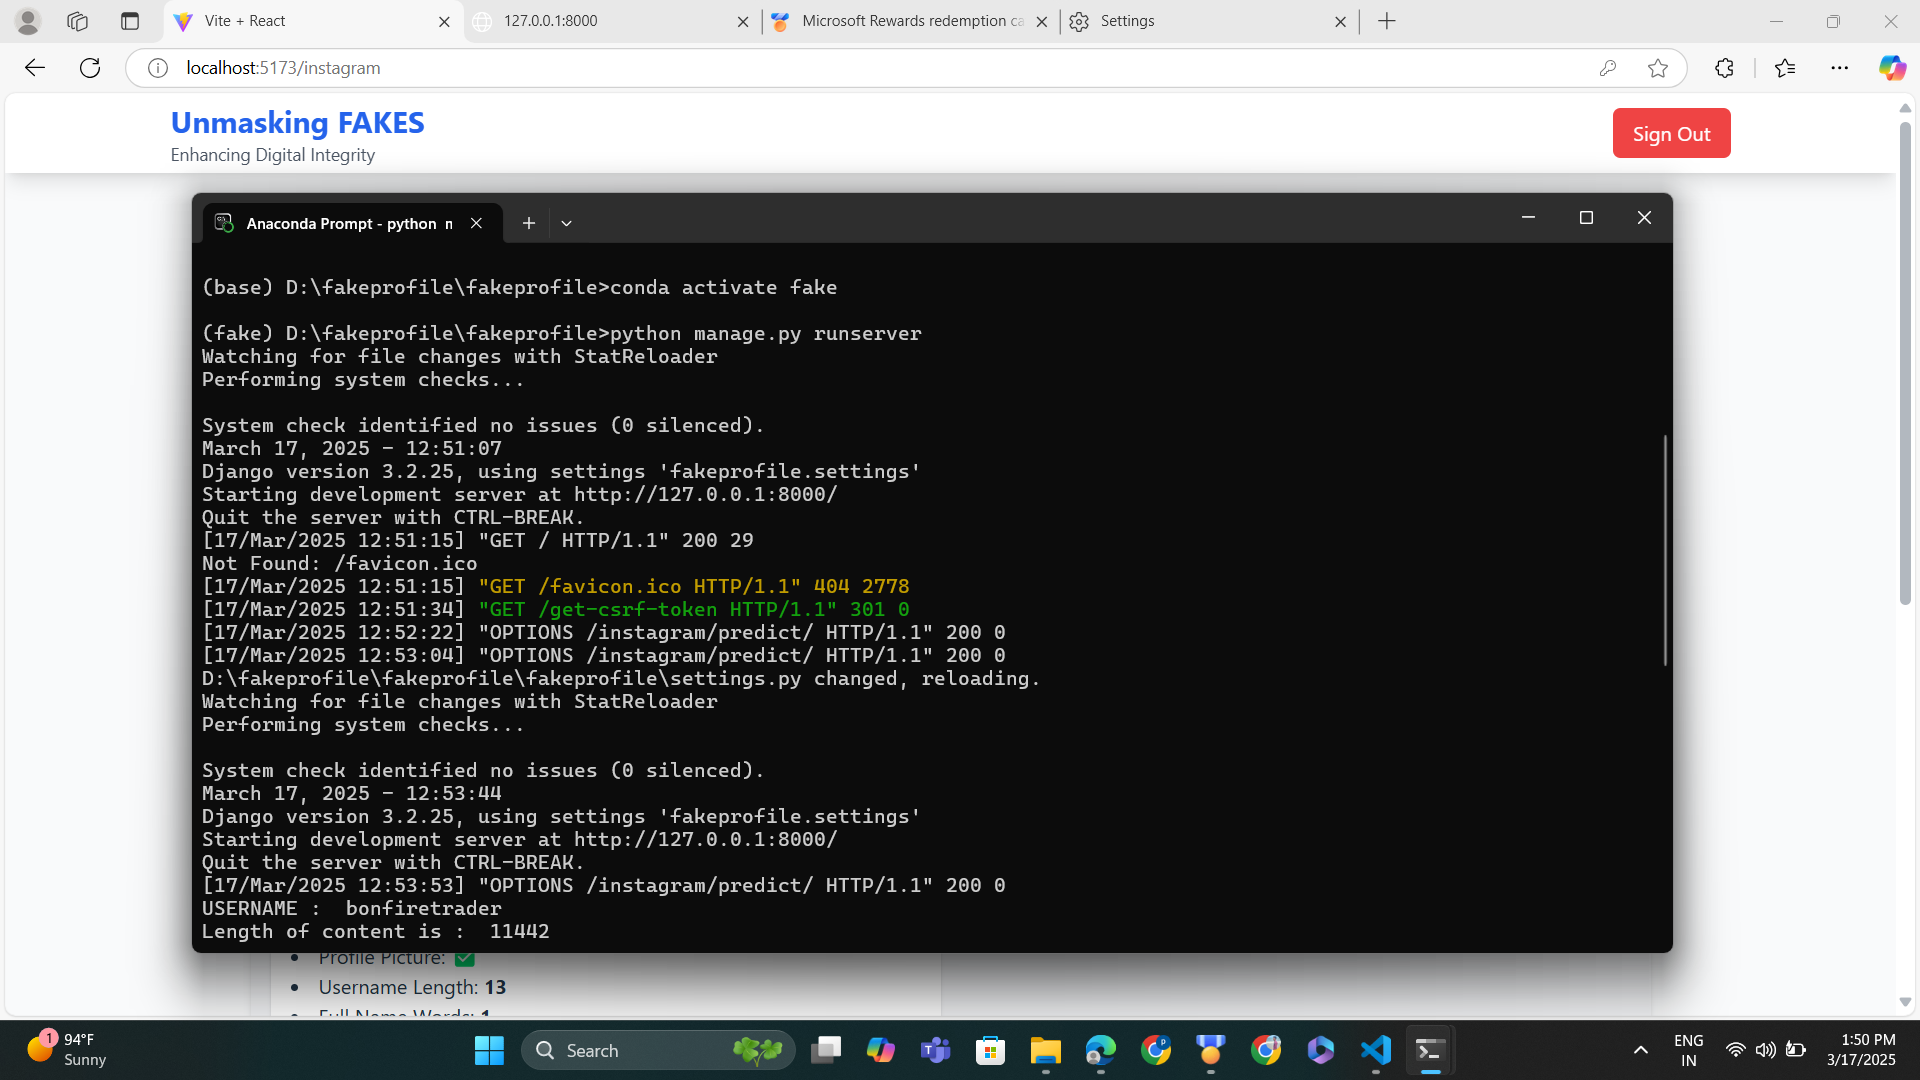 Vite + React
127.0.0.1:8000
Microsoft Rewards redemption ca
Settings
localhost:5173/instagram
Unmasking FAKES
Enhancing Digital Integrity
Sign Out
Anaconda Prompt - python  n
(base) D:\fakeprofile\fakeprofile>conda activate fake
(fake) D:\fakeprofile\fakeprofile>python manage.py runserver
Watching for file changes with StatReloader
Performing system checks...
System check identified no issues (0 silenced).
March 17, 2025 - 12:51:07
Django version 3.2.25, using settings 'fakeprofile.settings'
Starting development server at http://127.0.0.1:8000/
Quit the server with CTRL-BREAK.
[17/Mar/2025 12:51:15] "GET / HTTP/1.1" 200 29
Not Found: /favicon.ico
[17/Mar/2025 12:51:15] "GET /favicon.ico HTTP/1.1" 404 2778
[17/Mar/2025 12:51:34] "GET /get-csrf-token HTTP/1.1" 301 0
[17/Mar/2025 12:52:22] "OPTIONS /instagram/predict/ HTTP/1.1" 200 0
[17/Mar/2025 12:53:04] "OPTIONS /instagram/predict/ HTTP/1.1" 200 0
D:\fakeprofile\fakeprofile\fakeprofile\settings.py changed, reloading.
Watching for file changes with StatReloader
Performing system checks...
System check identified no issues (0 silenced).
March 17, 2025 - 12:53:44
Django version 3.2.25, using settings 'fakeprofile.settings'
Starting development server at http://127.0.0.1:8000/
Quit the server with CTRL-BREAK.
[17/Mar/2025 12:53:53] "OPTIONS /instagram/predict/ HTTP/1.1" 200 0
USERNAME :  bonfiretrader
Length of content is :  11442
Profile Picture: ✅
Username Length: 13
Full Name Words: 1
1
94°F
Sunny
Search
ENG
IN
1:50 PM
3/17/2025